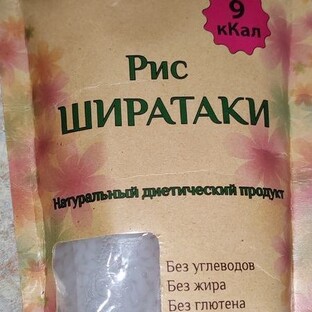 9
кКал
Рис
ШИРАТАКИ
Натуральный диетический продукт
Без углеводов
Без жира
Без глютена